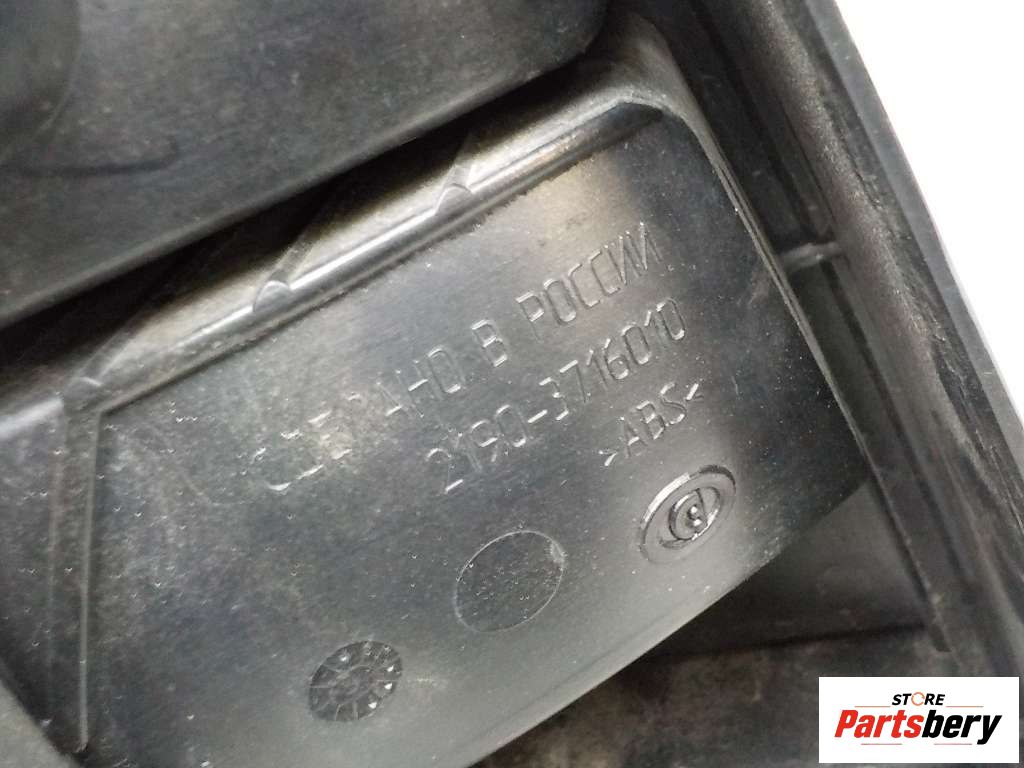 СДЕЛАНО В РОССИИ
2190-3716010
>ABS<
STORE
Partsbery